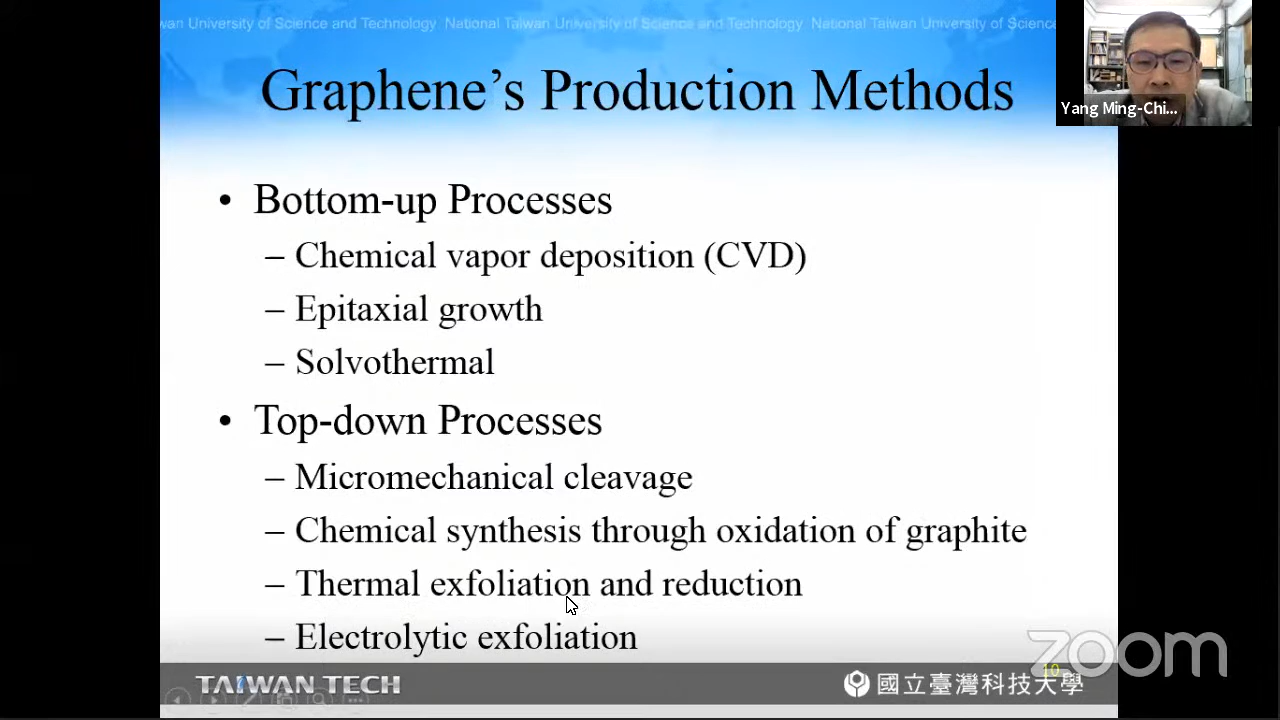 wan University of Science and Technology National Taiwan University of Science and Technology National Taiwan University of Science
Graphene's Production Methods
Yang Ming-Chi...
• Bottom-up Processes
– Chemical vapor deposition (CVD)
– Epitaxial growth
– Solvothermal
• Top-down Processes
– Micromechanical cleavage
– Chemical synthesis through oxidation of graphite
– Thermal exfoliation and reduction
– Electrolytic exfoliation
zoom
10
TAIWAN TECH
國立臺灣科技大學